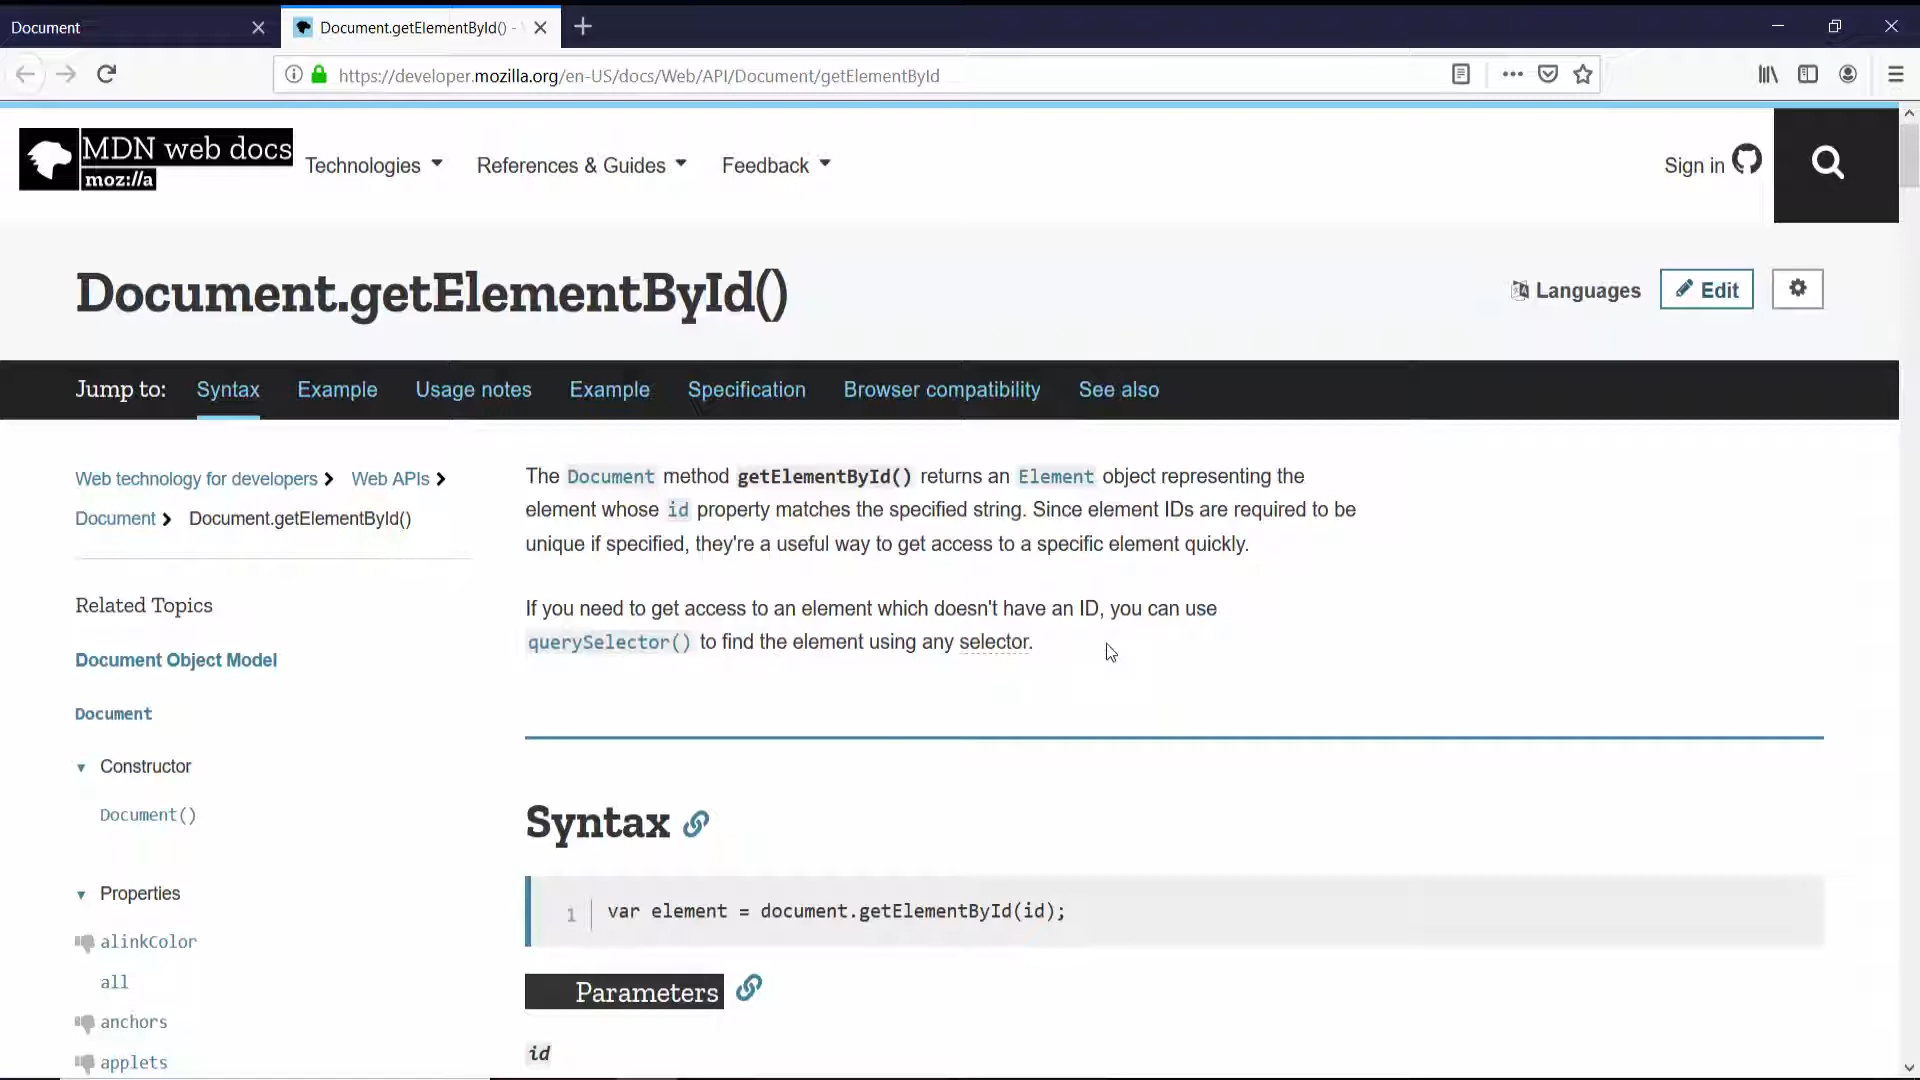 Document
Document.getElementById() -
https://developer.mozilla.org/en-US/docs/Web/API/Document/getElementById
MDN web docs
moz://a
Technologies
References & Guides
Feedback
Sign in
Document.getElementById()
Languages
Edit
Jump to: Syntax Example Usage notes Example Specification Browser compatibility See also
Web technology for developers Web APIs
Document Document.getElementById()
Related Topics
Document Object Model
Document
Constructor
Document()
Properties
alinkColor
all
anchors
applets
The Document method getElementById() returns an Element object representing the
element whose id property matches the specified string. Since element IDs are required to be
unique if specified, they're a useful way to get access to a specific element quickly.
If you need to get access to an element which doesn't have an ID, you can use
querySelector() to find the element using any selector.
Syntax
1 var element = document.getElementById(id);
Parameters
id